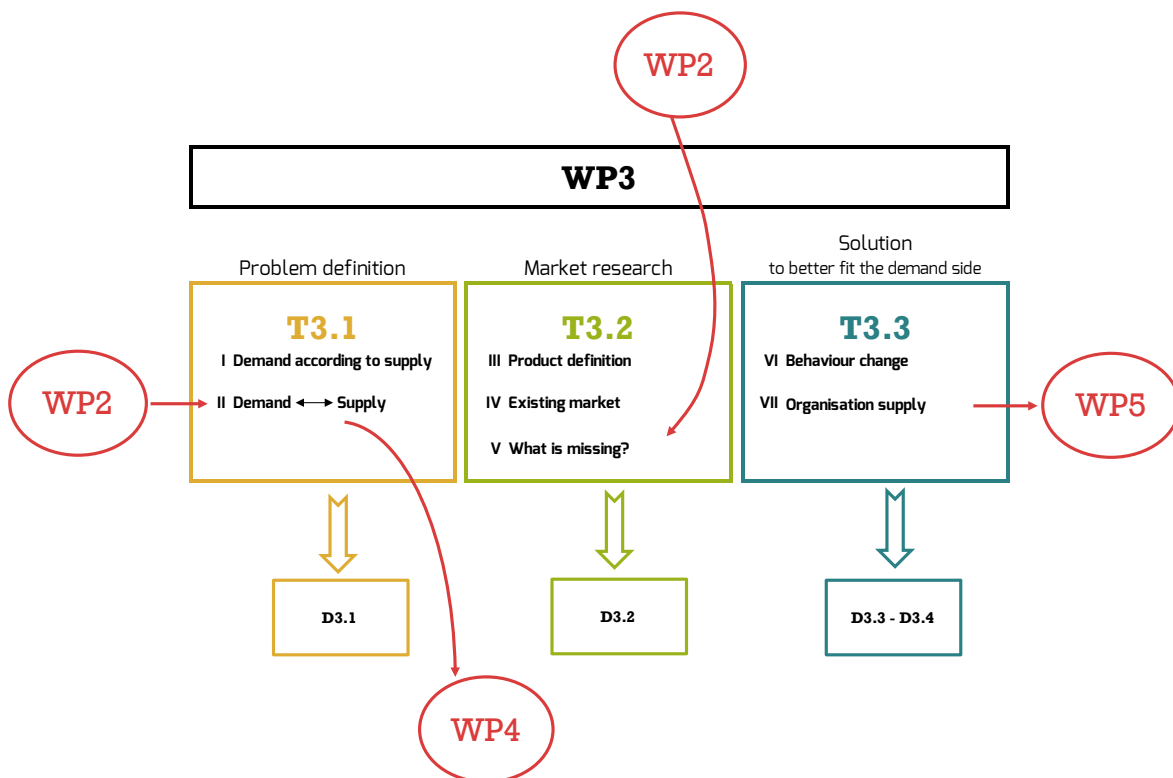 WP2
WP3
Problem definition
Market research
Solution
to better fit the demand side
T3.1
I Demand according to supply
II Demand ⟷ Supply
T3.2
III Product definition
IV Existing market
V What is missing?
T3.3
VI Behaviour change
VII Organisation supply
WP2
WP5
D3.1
D3.2
D3.3 - D3.4
WP4